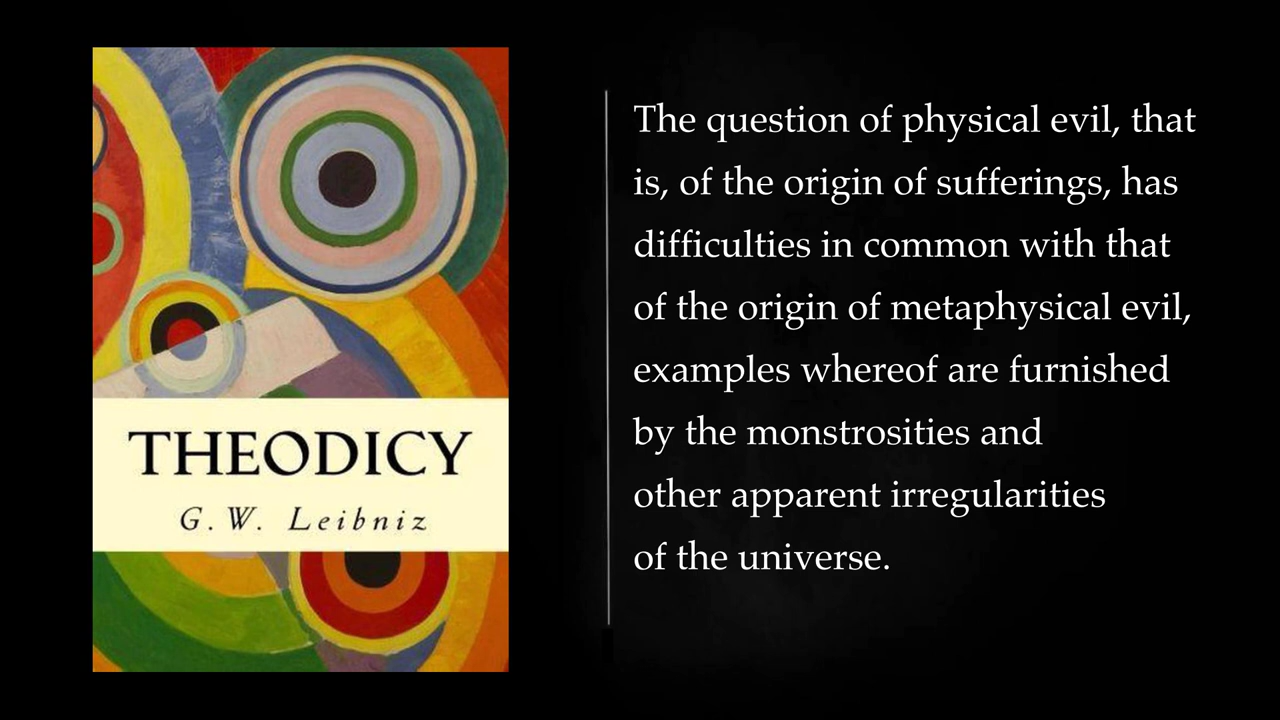 THEODICY
G.W. Leibniz
The question of physical evil, that
is, of the origin of sufferings, has
difficulties in common with that
of the origin of metaphysical evil,
examples whereof are furnished
by the monstrosities and
other apparent irregularities
of the universe.